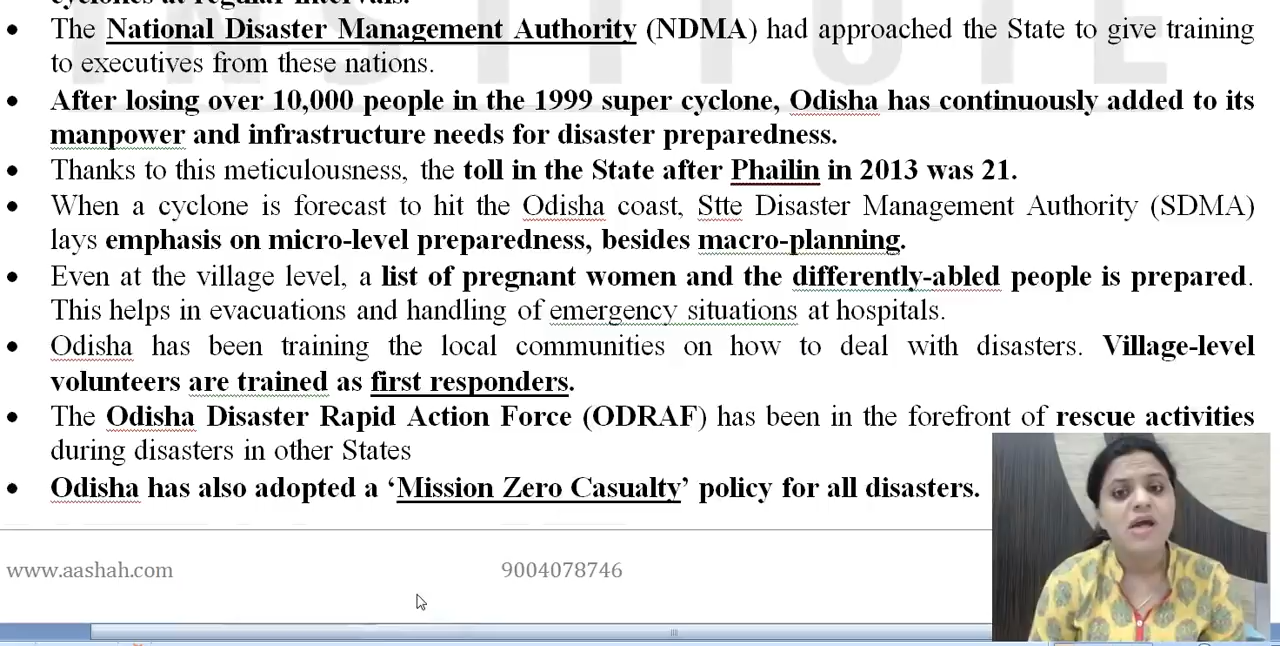 cyclones at regular intervals.
• The National Disaster Management Authority (NDMA) had approached the State to give training
to executives from these nations.
• After losing over 10,000 people in the 1999 super cyclone, Odisha has continuously added to its
manpower and infrastructure needs for disaster preparedness.
• Thanks to this meticulousness, the toll in the State after Phailin in 2013 was 21.
• When a cyclone is forecast to hit the Odisha coast, Stte Disaster Management Authority (SDMA)
lays emphasis on micro-level preparedness, besides macro-planning.
• Even at the village level, a list of pregnant women and the differently-abled people is prepared.
This helps in evacuations and handling of emergency situations at hospitals.
• Odisha has been training the local communities on how to deal with disasters. Village-level
volunteers are trained as first responders.
• The Odisha Disaster Rapid Action Force (ODRAF) has been in the forefront of rescue activities
during disasters in other States
• Odisha has also adopted a ‘Mission Zero Casualty’ policy for all disasters.
www.aashah.com 9004078746